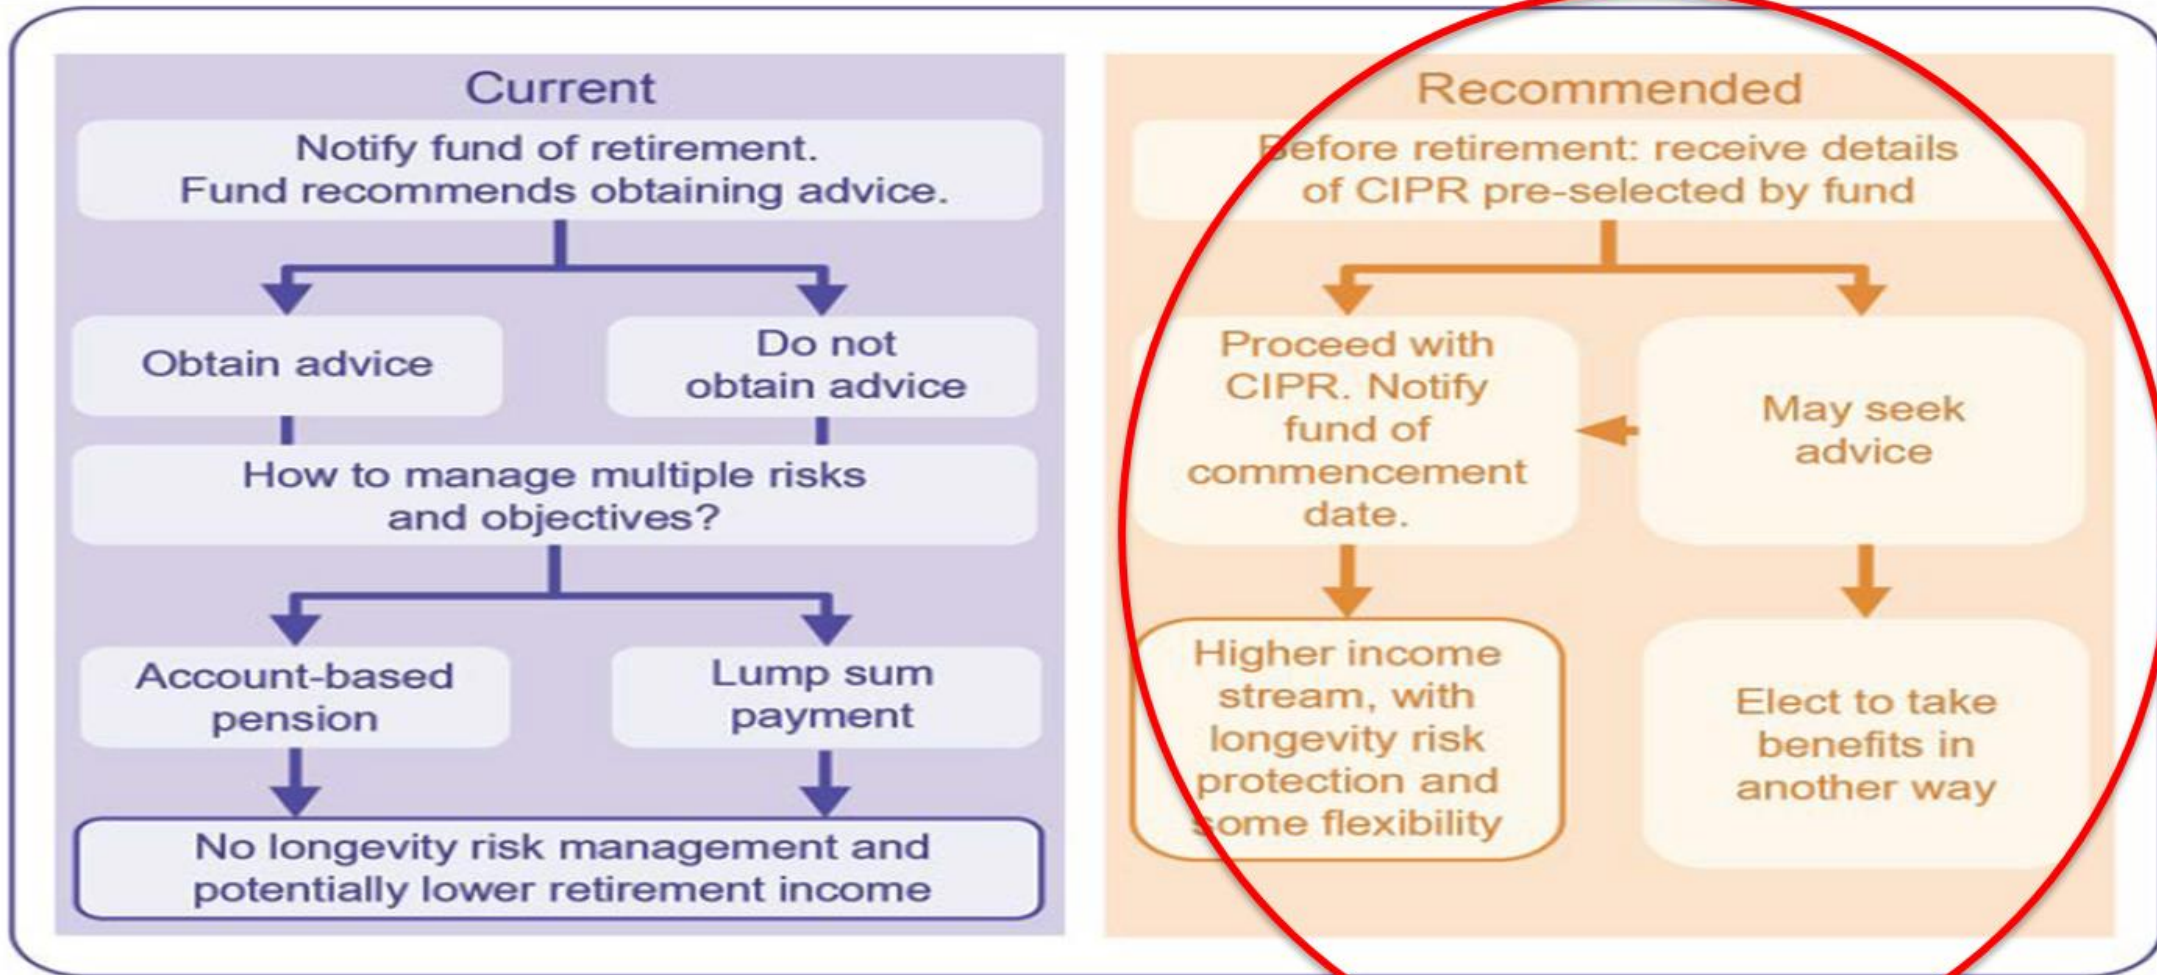 Current
Notify fund of retirement.
Fund recommends obtaining advice.
Obtain advice
Do not
obtain advice
How to manage multiple risks
and objectives?
Account-based
pension
Lump sum
payment
No longevity risk management and
potentially lower retirement income
Recommended
Before retirement: receive details
of CIPR pre-selected by fund
Proceed with
CIPR. Notify
fund of
commencement
date.
May seek
advice
Higher income
stream, with
longevity risk
protection and
some flexibility
Elect to take
benefits in
another way